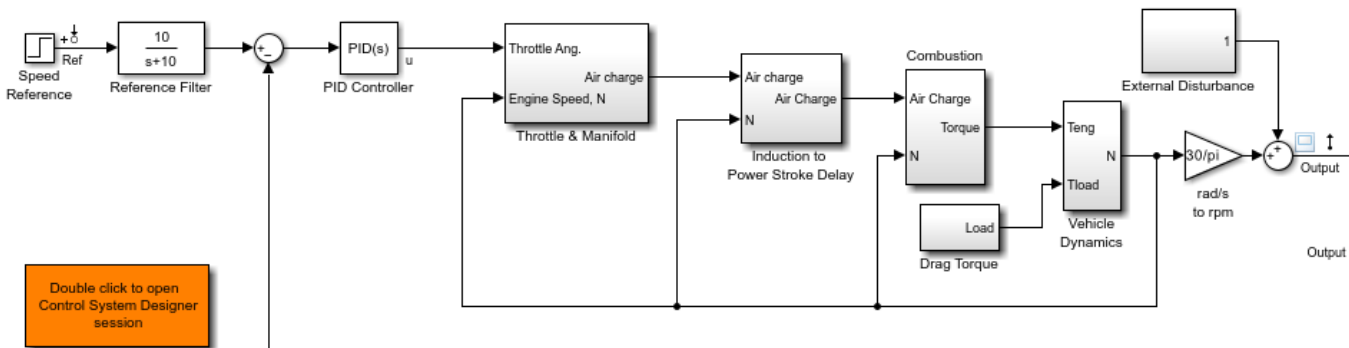 Speed
Reference
Ref
10
s+10
Reference Filter
PID(s)
u
PID Controller
Throttle Ang.
Air charge
Engine Speed, N
Throttle & Manifold
Air charge
Air Charge
N
Induction to
Power Stroke Delay
Combustion
Air Charge
Torque
N
Load
Drag Torque
Teng
N
Tload
Vehicle
Dynamics
1
External Disturbance
30/pi
rad/s
to rpm
Output
Output
Double click to open
Control System Designer
session